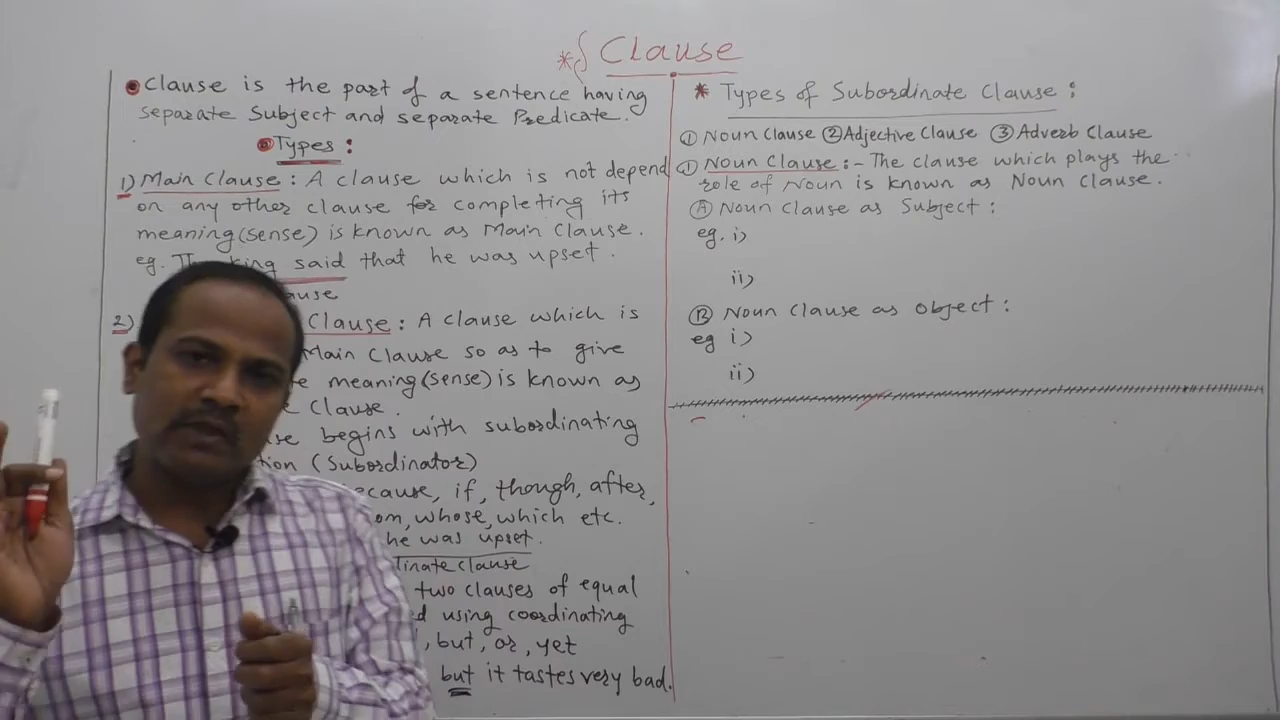 * Clause
• Clause is the part of a sentence having
separate Subject and separate Predicate.
• Types :
1) Main Clause : A clause which is not depend
on any other clause for completing its
meaning (sense) is known as Main Clause.
eg. king said that he was upset.
2) Clause : A clause which is
Main Clause so as to give
meaning (sense) is known as
Clause.
begins with subordinating
(Subordinator)
if, though, after,
whose, which etc.
he was upset.
clause
two clauses of equal
using coordinating
, but, or, yet
but it tastes very bad.
* Types of Subordinate Clause :
① Noun Clause ② Adjective Clause ③ Adverb Clause
① Noun Clause :- The clause which plays the
role of Noun is known as Noun Clause.
Ⓐ Noun Clause as Subject :
eg. i)
ii)
Ⓑ Noun Clause as Object :
eg i)
ii)